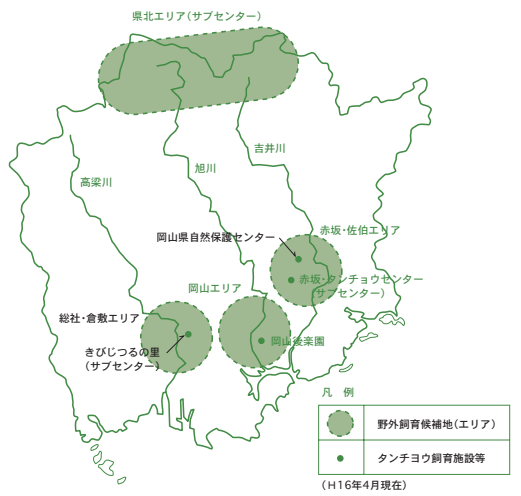 県北エリア(サブセンター)
吉井川
旭川
高梁川
赤坂・佐伯エリア
岡山県自然保護センター
赤坂・タンチョウセンター
(サブセンター)
岡山エリア
総社・倉敷エリア
岡山後楽園
きびじつるの里
(サブセンター)
凡 例
野外飼育候補地(エリア)
タンチヨウ飼育施設等
(H16年4月現在)